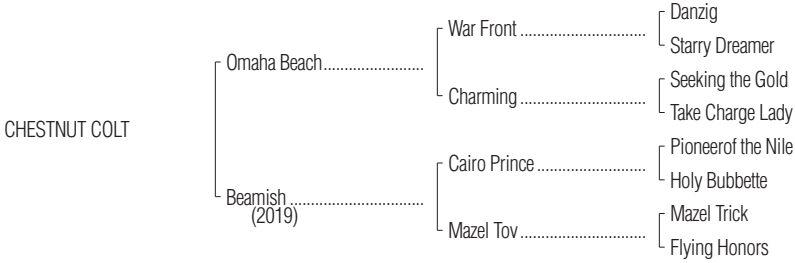 Danzig
War Front
Starry Dreamer
Omaha Beach
Seeking the Gold
Charming
Take Charge Lady
CHESTNUT COLT
Pioneerof the Nile
Cairo Prince
Holy Bubbette
Beamish
(2019)
Mazel Trick
Mazel Tov
Flying Honors